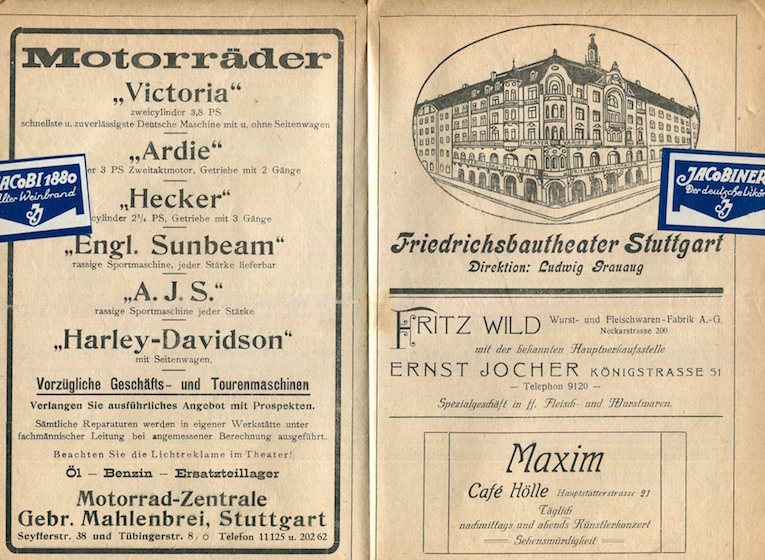 Motorräder
„Victoria“
zweicylinder 3,8 PS
schnellste u. zuverlässigste Deutsche Maschine mit u. ohne Seitenwagen
„Ardie“
er 3 PS Zweitaktmotor, Getriebe mit 2 Gänge
„Hecker“
cylinder 2¾ PS, Getriebe mit 3 Gänge
„Engl. Sunbeam“
rassige Sportmaschine, jeder Stärke lieferbar
„A. J. S.“
rassige Sportmaschine jeder Stärke
„Harley-Davidson“
mit Seitenwagen.
Vorzügliche Geschäfts- und Tourenmaschinen
Verlangen Sie ausführliches Angebot mit Prospekten.
Sämtliche Reparaturen werden in eigener Werkstätte unter
fachmännischer Leitung bei angemessener Berechnung ausgeführt.
Beachten Sie die Lichtreklame im Theater!
Öl — Benzin — Ersatzteillager
Motorrad-Zentrale
Gebr. Mahlenbrei, Stuttgart
Seyfferstr. 38 und Tübingerstr. 8/0 Telefon 11125 u. 20262
JACOBI 1880
Alter Weinbrand
JJ
JACOBINER
Der deutsche Likör
JJ
Friedrichsbautheater Stuttgart
Direktion: Ludwig Grauaug
FRITZ WILD Wurst- und Fleischwaren-Fabrik A.-G.
Neckarstrasse 200
mit der bekannten Hauptverkaufsstelle
ERNST JOCHER KÖNIGSTRASSE 51
— Telephon 9120 —
Spezialgeschäft in ff. Fleisch- und Wurstwaren.
Maxim
Café Hölle Hauptstätterstrasse 21
Täglich
nachmittags und abends Künstlerkonzert
Sehenswürdigkeit